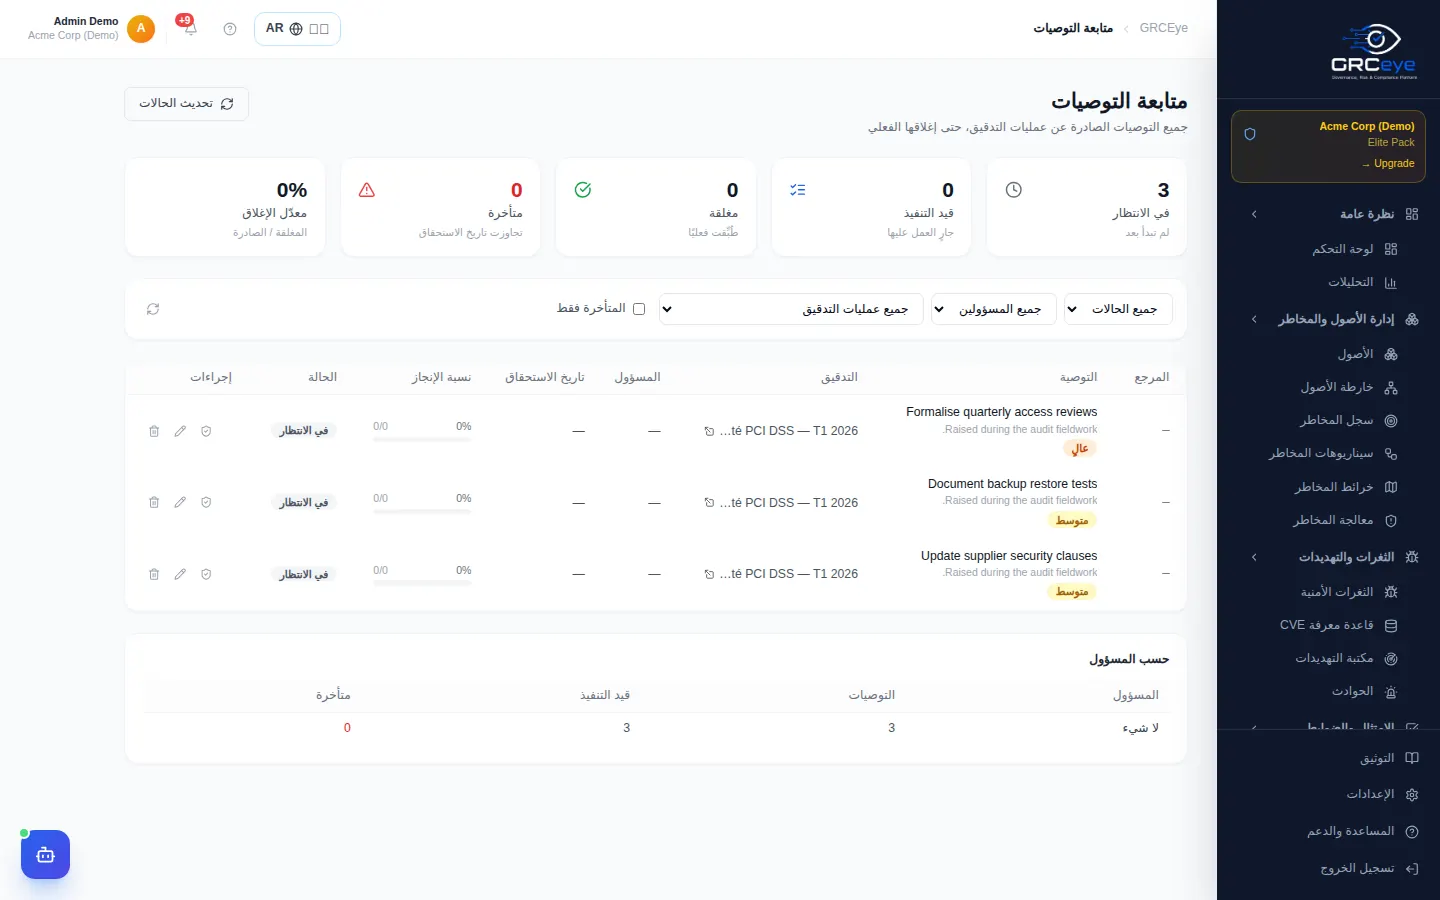 GRCeye
Governance, Risk & Compliance Platform
Acme Corp (Demo)
Elite Pack
Upgrade →
نظرة عامة
لوحة التحكم
التحليلات
إدارة الأصول والمخاطر
الأصول
خارطة الأصول
سجل المخاطر
سيناريوهات المخاطر
خرائط المخاطر
معالجة المخاطر
الثغرات والتهديدات
الثغرات الأمنية
قاعدة معرفة CVE
مكتبة التهديدات
الحوادث
التوثيق
الإعدادات
المساعدة والدعم
تسجيل الخروج
GRCEye
متابعة التوصيات
AR
9+
A
Admin Demo
Acme Corp (Demo)
متابعة التوصيات
جميع التوصيات الصادرة عن عمليات التدقيق، حتى إغلاقها الفعلي
تحديث الحالات
3
في الانتظار
لم تبدأ بعد
0
قيد التنفيذ
جارٍ العمل عليها
0
مغلقة
طُبِّقت فعليًا
0
متأخرة
تجاوزت تاريخ الاستحقاق
0%
معدّل الإغلاق
المغلقة / الصادرة
جميع الحالات
جميع المسؤولين
جميع عمليات التدقيق
المتأخرة فقط
المرجع التوصية التدقيق المسؤول تاريخ الاستحقاق نسبة الإنجاز الحالة إجراءات
– Formalise quarterly access reviews …té PCI DSS — T1 2026 — — 0% 0/0 في الانتظار
Raised during the audit fieldwork.
عالٍ
– Document backup restore tests …té PCI DSS — T1 2026 — — 0% 0/0 في الانتظار
Raised during the audit fieldwork.
متوسط
– Update supplier security clauses …té PCI DSS — T1 2026 — — 0% 0/0 في الانتظار
Raised during the audit fieldwork.
متوسط
حسب المسؤول
المسؤول التوصيات قيد التنفيذ متأخرة
لا شيء 3 3 0